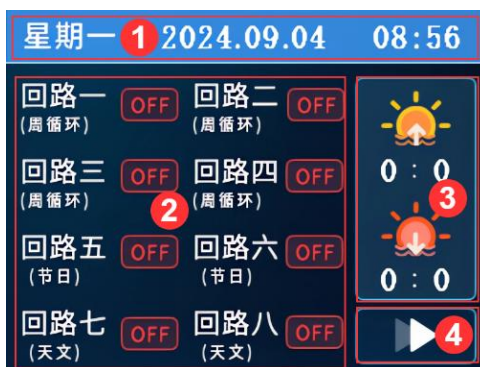 星期一 1 2024.09.04 08:56
回路一 OFF 回路二 OFF
(周循环) (周循环)
回路三 OFF 回路四 OFF
(周循环) 2 (周循环)
回路五 OFF 回路六 OFF
(节日) (节日)
回路七 OFF 回路八 OFF
(天文) (天文)
0 : 0
3
0 : 0
4